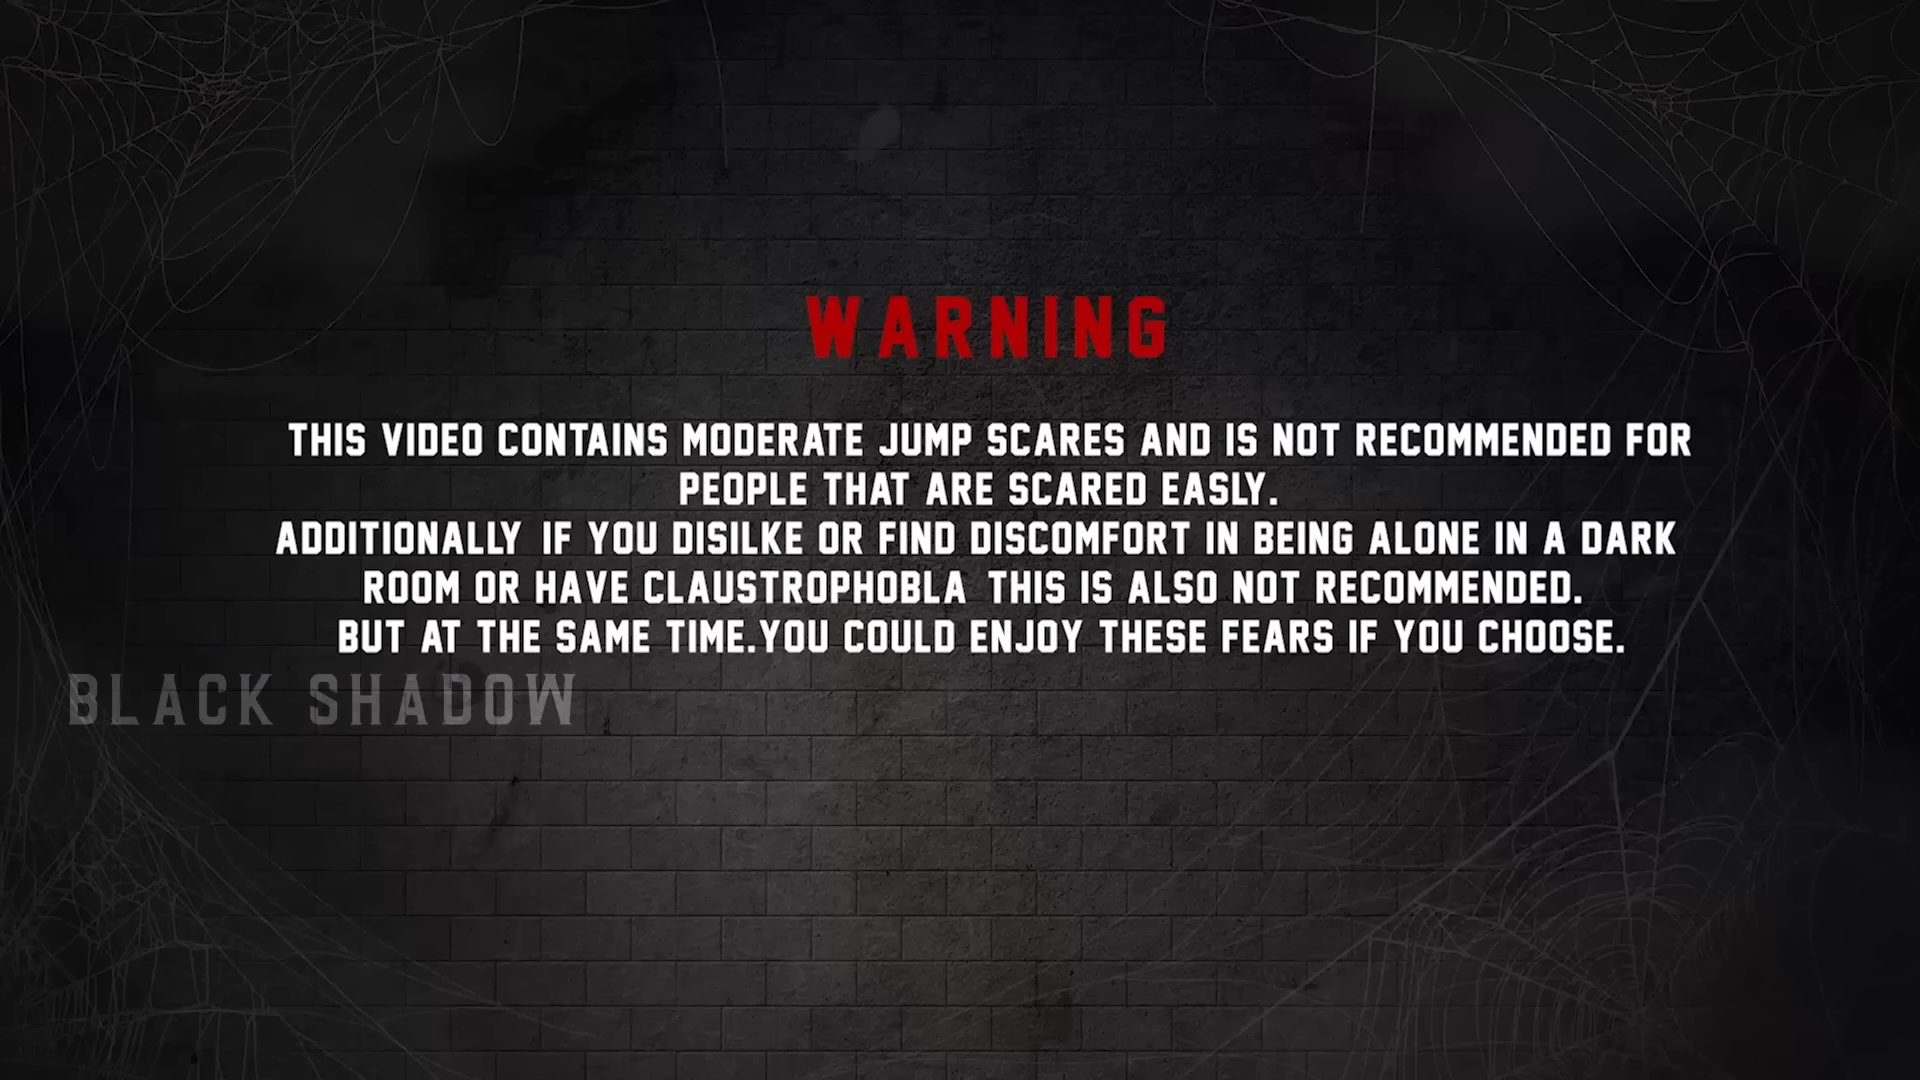 WARNING
THIS VIDEO CONTAINS MODERATE JUMP SCARES AND IS NOT RECOMMENDED FOR
PEOPLE THAT ARE SCARED EASLY.
ADDITIONALLY IF YOU DISILKE OR FIND DISCOMFORT IN BEING ALONE IN A DARK
ROOM OR HAVE CLAUSTROPHOBLA THIS IS ALSO NOT RECOMMENDED.
BUT AT THE SAME TIME.YOU COULD ENJOY THESE FEARS IF YOU CHOOSE.
BLACK SHADOW